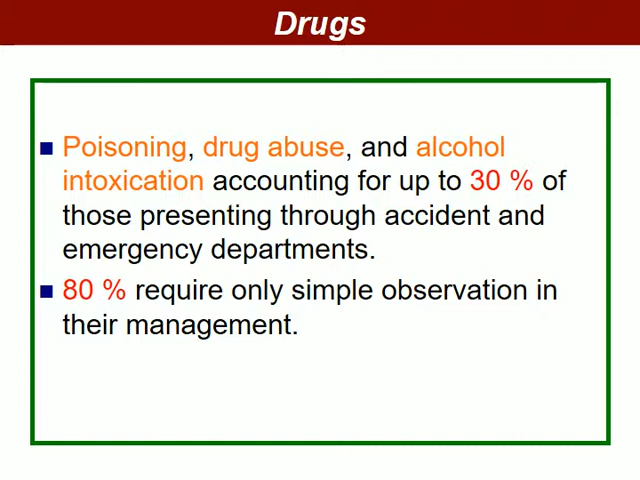 Drugs
Poisoning, drug abuse, and alcohol
intoxication accounting for up to 30 % of
those presenting through accident and
emergency departments.
80 % require only simple observation in
their management.